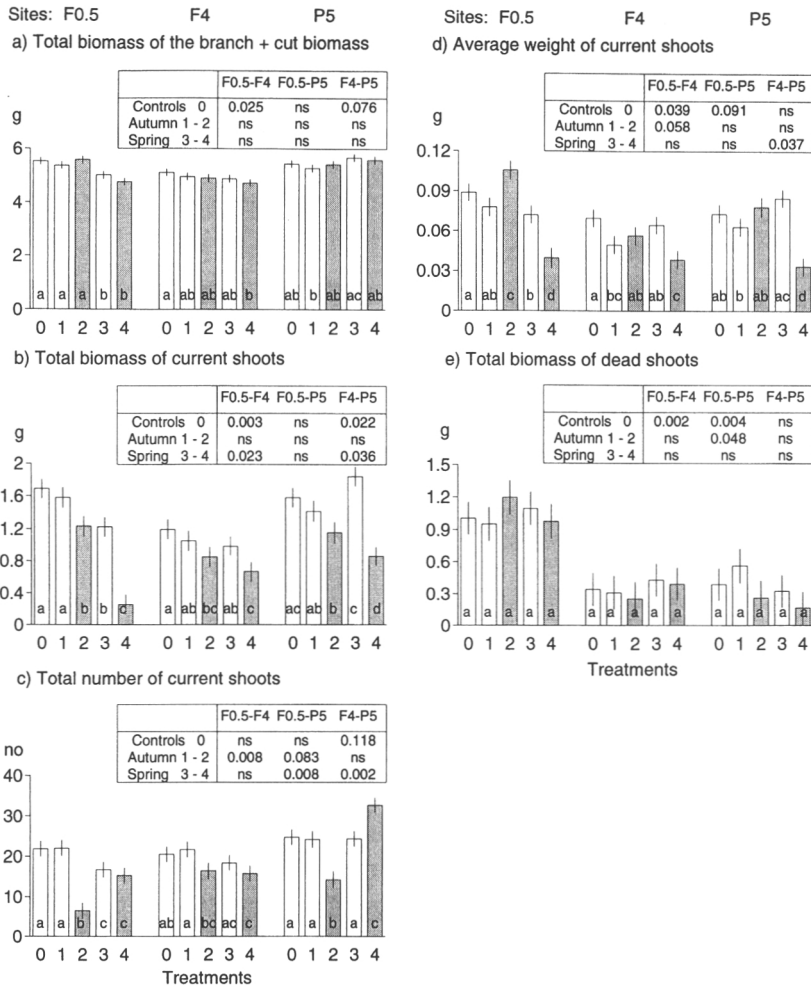 Sites: F0.5 F4 P5
a) Total biomass of the branch + cut biomass
F0.5-F4 F0.5-P5 F4-P5
Controls 0 0.025 ns 0.076
Autumn 1 - 2 ns ns ns
Spring 3 - 4 ns ns ns
g
6
4
2
0
a a a b b a ab ab ab b ab b ab ac ab
0 1 2 3 4 0 1 2 3 4 0 1 2 3 4
b) Total biomass of current shoots
F0.5-F4 F0.5-P5 F4-P5
Controls 0 0.003 ns 0.022
Autumn 1 - 2 ns ns ns
Spring 3 - 4 0.023 ns 0.036
g
2
1.6
1.2
0.8
0.4
0
a a b b c a ab bc ab c ac ab b c d
0 1 2 3 4 0 1 2 3 4 0 1 2 3 4
c) Total number of current shoots
F0.5-F4 F0.5-P5 F4-P5
Controls 0 ns ns 0.118
Autumn 1 - 2 0.008 0.083 ns
Spring 3 - 4 ns 0.008 0.002
no
40
30
20
10
0
a a b c c ab a bc ac c a a b a c
0 1 2 3 4 0 1 2 3 4 0 1 2 3 4
Treatments
Sites: F0.5 F4 P5
d) Average weight of current shoots
F0.5-F4 F0.5-P5 F4-P5
Controls 0 0.039 0.091 ns
Autumn 1 - 2 0.058 ns ns
Spring 3 - 4 ns ns 0.037
g
0.12
0.09
0.06
0.03
0
a ab c b d a bc ab ab c ab b ab ac d
0 1 2 3 4 0 1 2 3 4 0 1 2 3 4
e) Total biomass of dead shoots
F0.5-F4 F0.5-P5 F4-P5
Controls 0 0.002 0.004 ns
Autumn 1 - 2 ns 0.048 ns
Spring 3 - 4 ns ns ns
g
1.5
1.2
0.9
0.6
0.3
0
a a a a a a a a a a a a a a a
0 1 2 3 4 0 1 2 3 4 0 1 2 3 4
Treatments